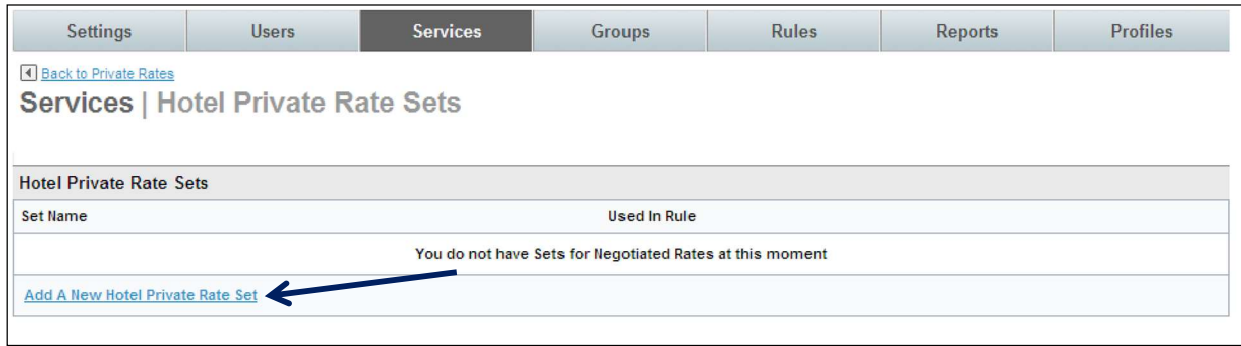 Settings Users Services Groups Rules Reports Profiles
Back to Private Rates
Services | Hotel Private Rate Sets
Hotel Private Rate Sets
Set Name Used In Rule
You do not have Sets for Negotiated Rates at this moment
Add A New Hotel Private Rate Set